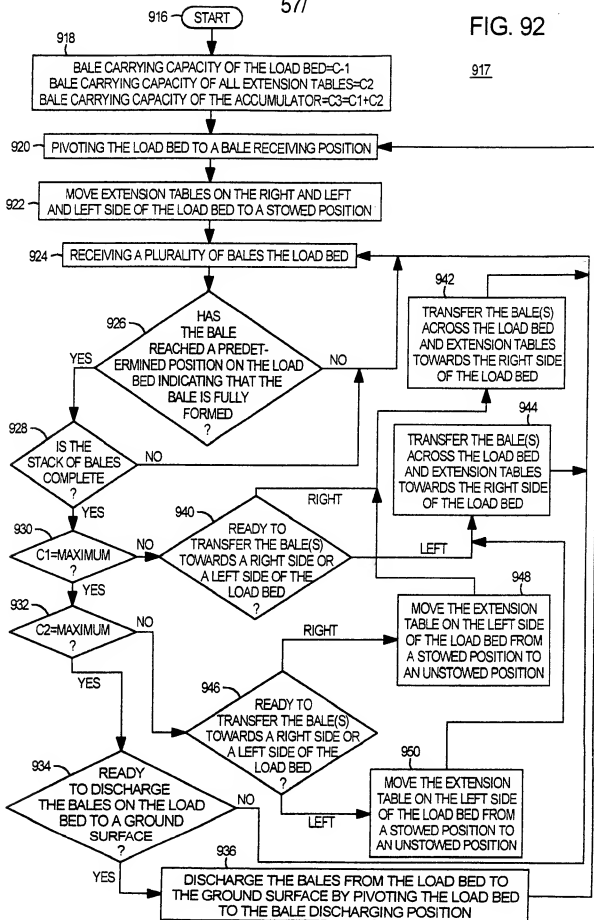 57/
FIG. 92
917
916
START
918
BALE CARRYING CAPACITY OF THE LOAD BED=C-1
BALE CARRYING CAPACITY OF ALL EXTENSION TABLES=C2
BALE CARRYING CAPACITY OF THE ACCUMULATOR=C3=C1+C2
920
PIVOTING THE LOAD BED TO A BALE RECEIVING POSITION
922
MOVE EXTENSION TABLES ON THE RIGHT AND LEFT
AND LEFT SIDE OF THE LOAD BED TO A STOWED POSITION
924
RECEIVING A PLURALITY OF BALES THE LOAD BED
926
HAS
THE BALE
REACHED A PREDET-
ERMINED POSITION ON THE LOAD
BED INDICATING THAT THE
BALE IS FULLY
FORMED
?
YES
NO
928
IS THE
STACK OF BALES
COMPLETE
?
NO
YES
930
C1=MAXIMUM
?
NO
YES
932
C2=MAXIMUM
?
NO
YES
934
READY
TO DISCHARGE
THE BALES ON THE LOAD
BED TO A GROUND
SURFACE
?
NO
YES
936
DISCHARGE THE BALES FROM THE LOAD BED TO
THE GROUND SURFACE BY PIVOTING THE LOAD BED
TO THE BALE DISCHARGING POSITION
940
READY TO
TRANSFER THE BALE(S)
TOWARDS A RIGHT SIDE OR
A LEFT SIDE OF THE
LOAD BED
?
RIGHT
LEFT
942
TRANSFER THE BALE(S)
ACROSS THE LOAD BED
AND EXTENSION TABLES
TOWARDS THE RIGHT SIDE
OF THE LOAD BED
944
TRANSFER THE BALE(S)
ACROSS THE LOAD BED
AND EXTENSION TABLES
TOWARDS THE RIGHT SIDE
OF THE LOAD BED
946
READY TO
TRANSFER THE BALE(S)
TOWARDS A RIGHT SIDE OR
A LEFT SIDE OF THE
LOAD BED
?
RIGHT
LEFT
948
MOVE THE EXTENSION
TABLE ON THE LEFT SIDE
OF THE LOAD BED FROM
A STOWED POSITION TO
AN UNSTOWED POSITION
950
MOVE THE EXTENSION
TABLE ON THE LEFT SIDE
OF THE LOAD BED FROM
A STOWED POSITION TO
AN UNSTOWED POSITION